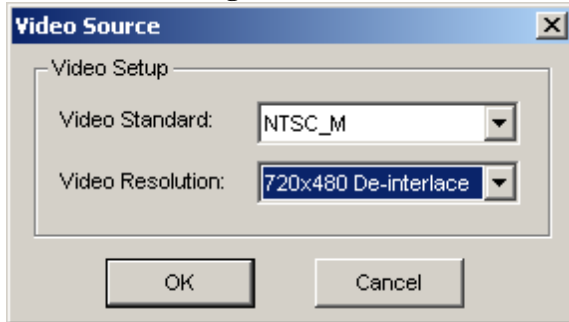 Video Source
Video Setup
Video Standard: NTSC_M
Video Resolution: 720x480 De-interlace
OK Cancel